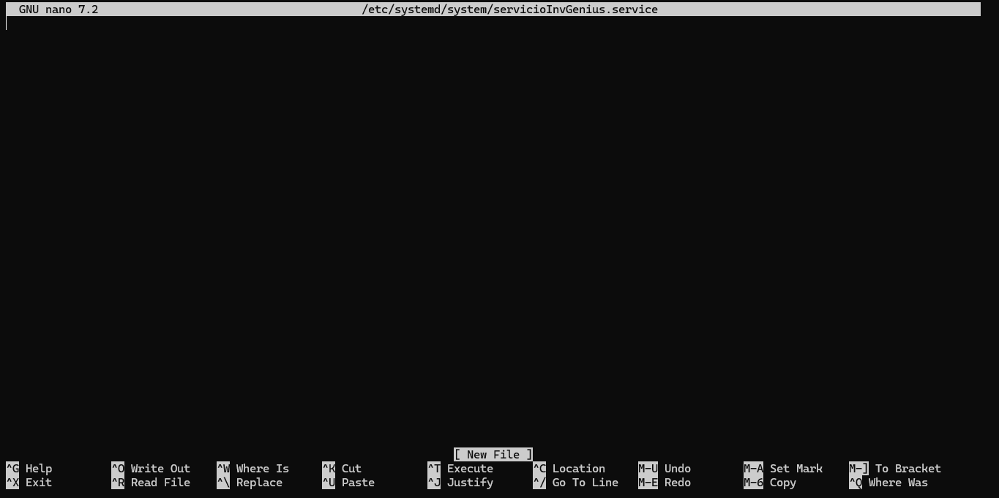 GNU nano 7.2 /etc/systemd/system/servicioInvGenius.service
[ New File ]
^G Help ^O Write Out ^W Where Is ^K Cut ^T Execute ^C Location M-U Undo M-A Set Mark M-] To Bracket
^X Exit ^R Read File ^\ Replace ^U Paste ^J Justify ^/ Go To Line M-E Redo M-6 Copy ^Q Where Was